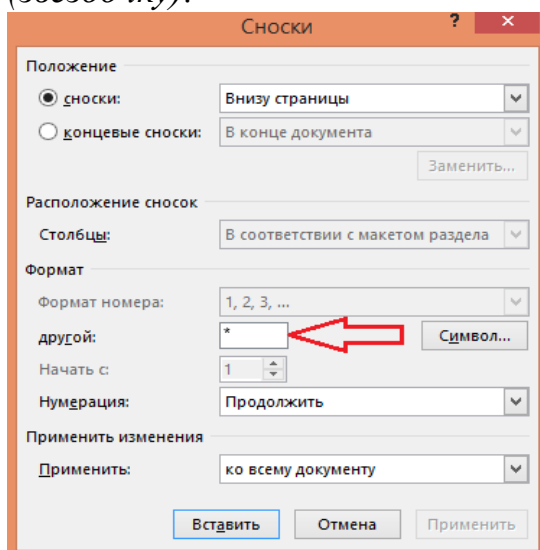 (звездочку).
Сноски ? ×
Положение
сноски: Внизу страницы
концевые сноски: В конце документа
Заменить...
Расположение сносок
Столбцы: В соответствии с макетом раздела
Формат
Формат номера: 1, 2, 3, ...
другой: * Символ...
Начать с: 1
Нумерация: Продолжить
Применить изменения
Применить: ко всему документу
Вставить Отмена Применить